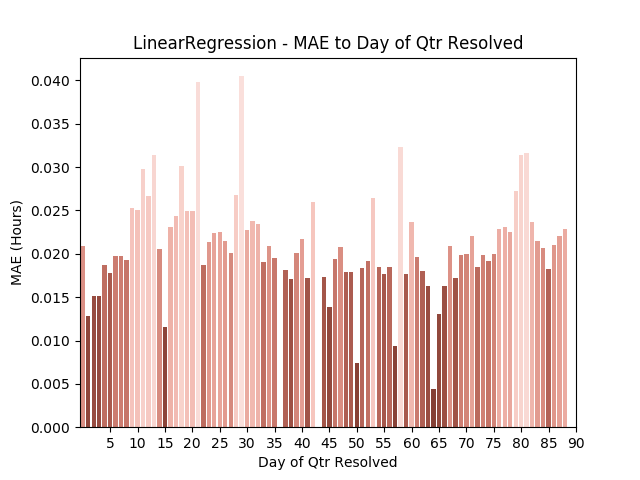 LinearRegression - MAE to Day of Qtr Resolved
0.040
0.035
0.030
0.025
0.020
0.015
0.010
0.005
0.000
MAE (Hours)
5 10 15 20 25 30 35 40 45 50 55 60 65 70 75 80 85 90
Day of Qtr Resolved